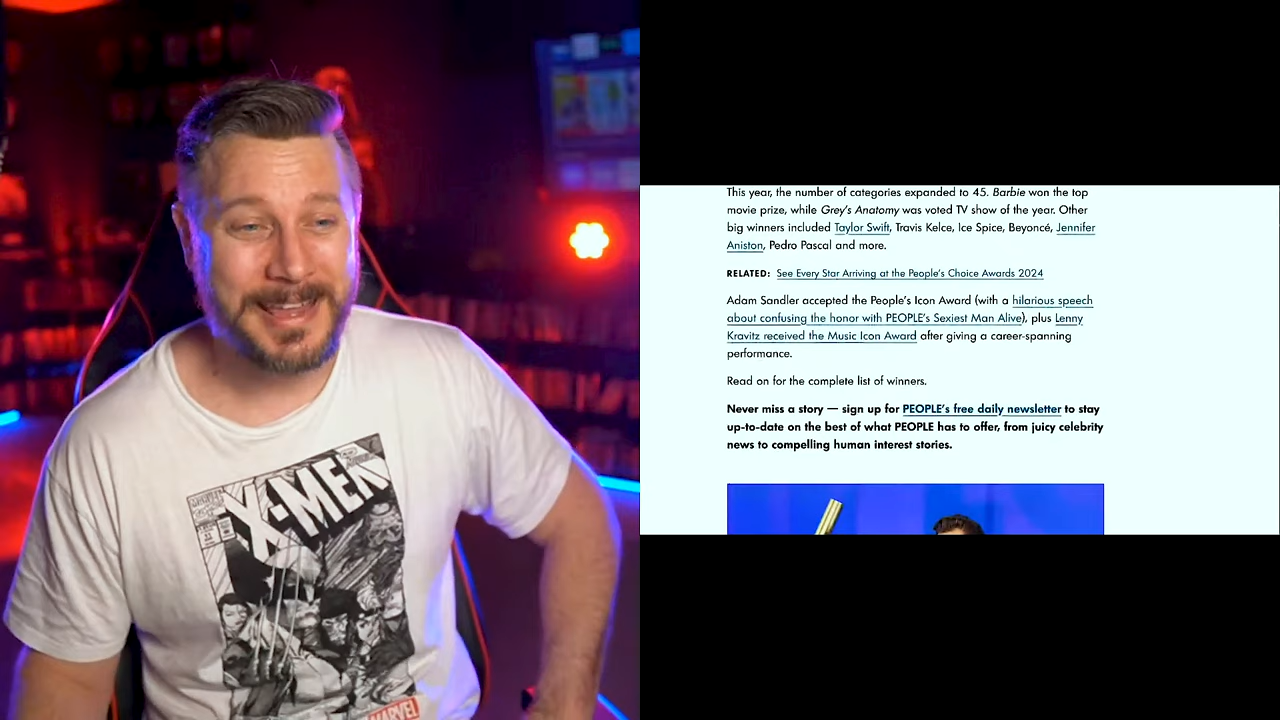 X-MEN
MARVEL
This year, the number of categories expanded to 45. Barbie won the top
movie prize, while Grey's Anatomy was voted TV show of the year. Other
big winners included Taylor Swift, Travis Kelce, Ice Spice, Beyoncé, Jennifer
Aniston, Pedro Pascal and more.
RELATED: See Every Star Arriving at the People's Choice Awards 2024
Adam Sandler accepted the People's Icon Award (with a hilarious speech
about confusing the honor with PEOPLE's Sexiest Man Alive), plus Lenny
Kravitz received the Music Icon Award after giving a career-spanning
performance.
Read on for the complete list of winners.
Never miss a story — sign up for PEOPLE's free daily newsletter to stay
up-to-date on the best of what PEOPLE has to offer, from juicy celebrity
news to compelling human interest stories.